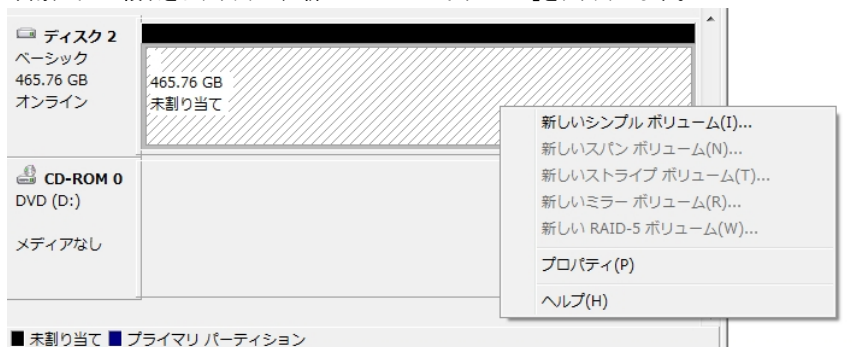 ディスク 2
ベーシック
465.76 GB
オンライン
465.76 GB
未割り当て
新しいシンプル ボリューム(I)...
新しいスパン ボリューム(N)...
新しいストライプ ボリューム(T)...
新しいミラー ボリューム(R)...
新しい RAID-5 ボリューム(W)...
プロパティ(P)
ヘルプ(H)
CD-ROM 0
DVD (D:)
メディアなし
未割り当て プライマリ パーティション